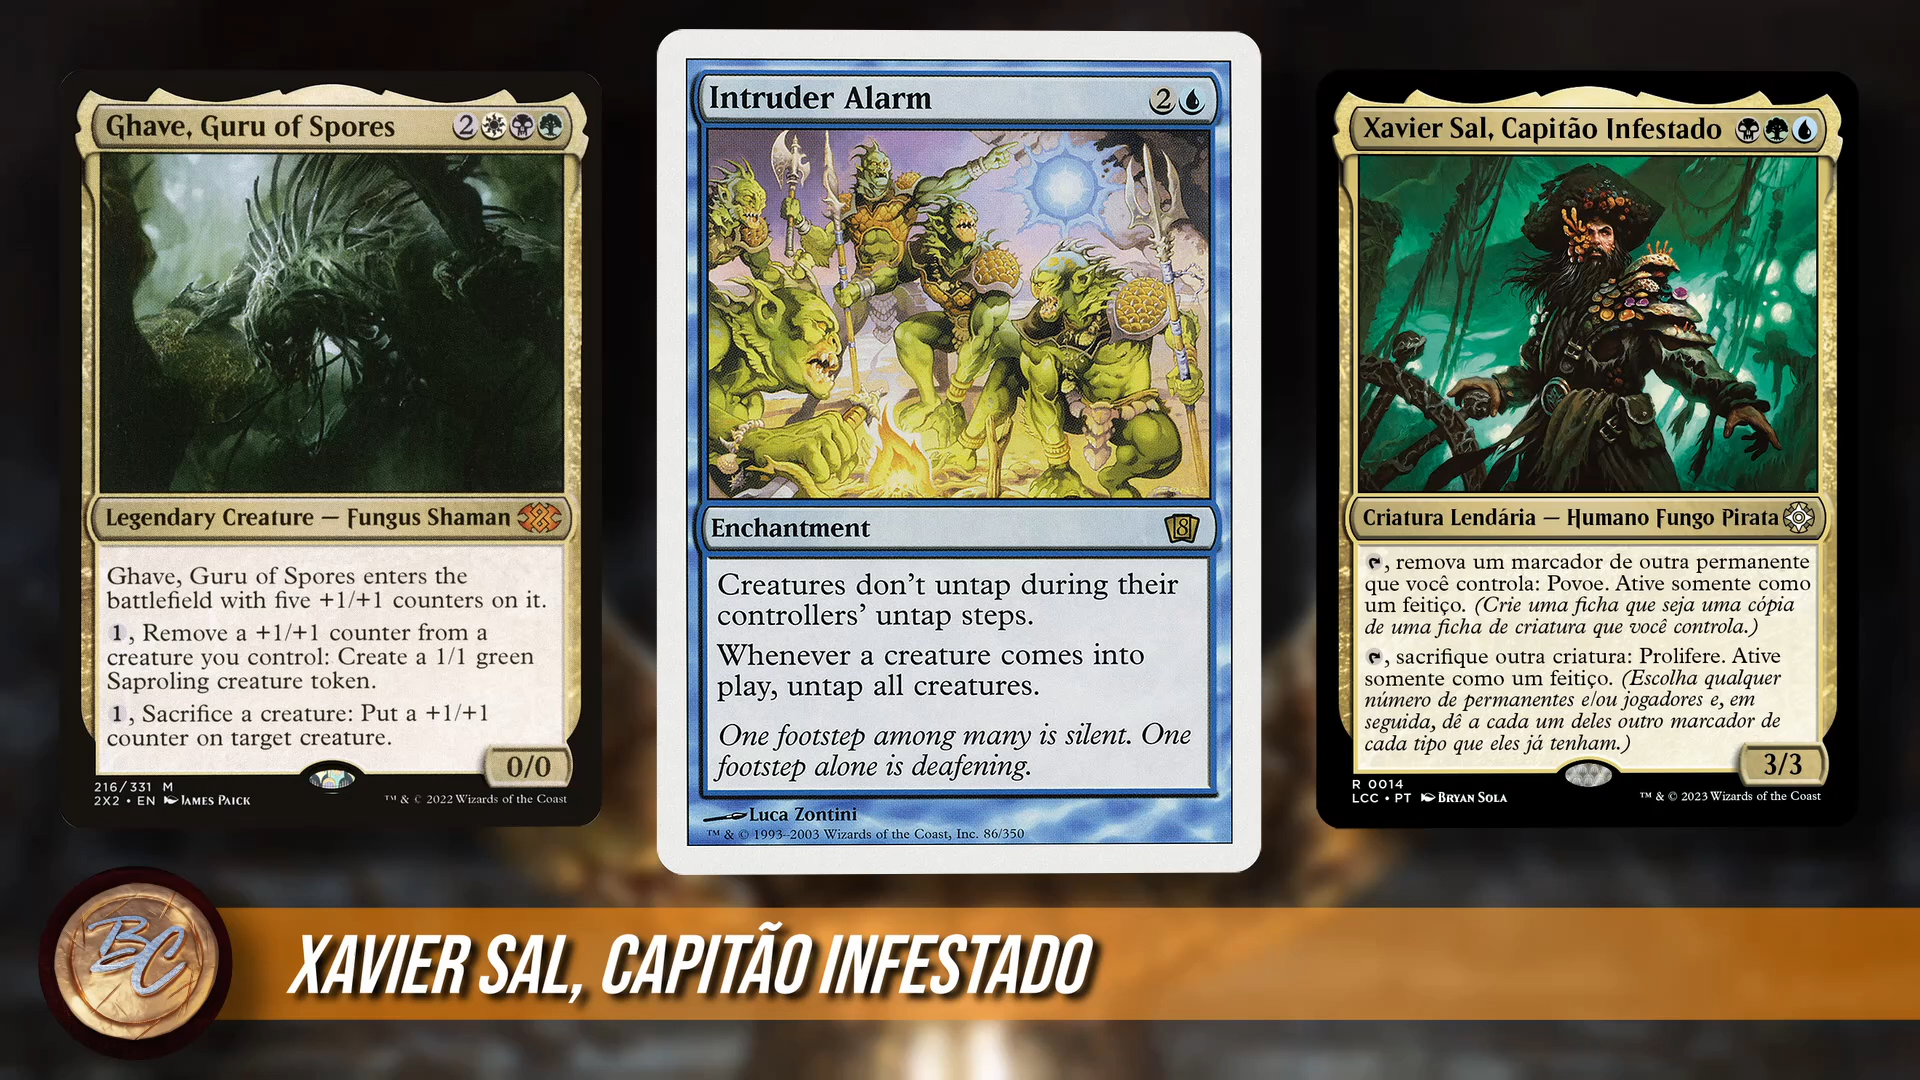 Ghave, Guru of Spores 2
Legendary Creature — Fungus Shaman
Ghave, Guru of Spores enters the
battlefield with five +1/+1 counters on it.
1, Remove a +1/+1 counter from a
creature you control: Create a 1/1 green
Saproling creature token.
1, Sacrifice a creature: Put a +1/+1
counter on target creature.
0/0
216/331 M
2X2 • EN James Paick
™ & © 2022 Wizards of the Coast
Intruder Alarm 2
Enchantment
8
Creatures don't untap during their
controllers' untap steps.
Whenever a creature comes into
play, untap all creatures.
One footstep among many is silent. One
footstep alone is deafening.
Luca Zontini
™ & © 1993–2003 Wizards of the Coast, Inc. 86/350
Xavier Sal, Capitão Infestado
Criatura Lendária — Humano Fungo Pirata
, remova um marcador de outra permanente
que você controla: Povoe. Ative somente como
um feitiço. (Crie uma ficha que seja uma cópia
de uma ficha de criatura que você controla.)
, sacrifique outra criatura: Prolifere. Ative
somente como um feitiço. (Escolha qualquer
número de permanentes e/ou jogadores e, em
seguida, dê a cada um deles outro marcador de
cada tipo que eles já tenham.)
3/3
R 0014
LCC • PT Bryan Sola
™ & © 2023 Wizards of the Coast
BC
XAVIER SAL, CAPITÃO INFESTADO